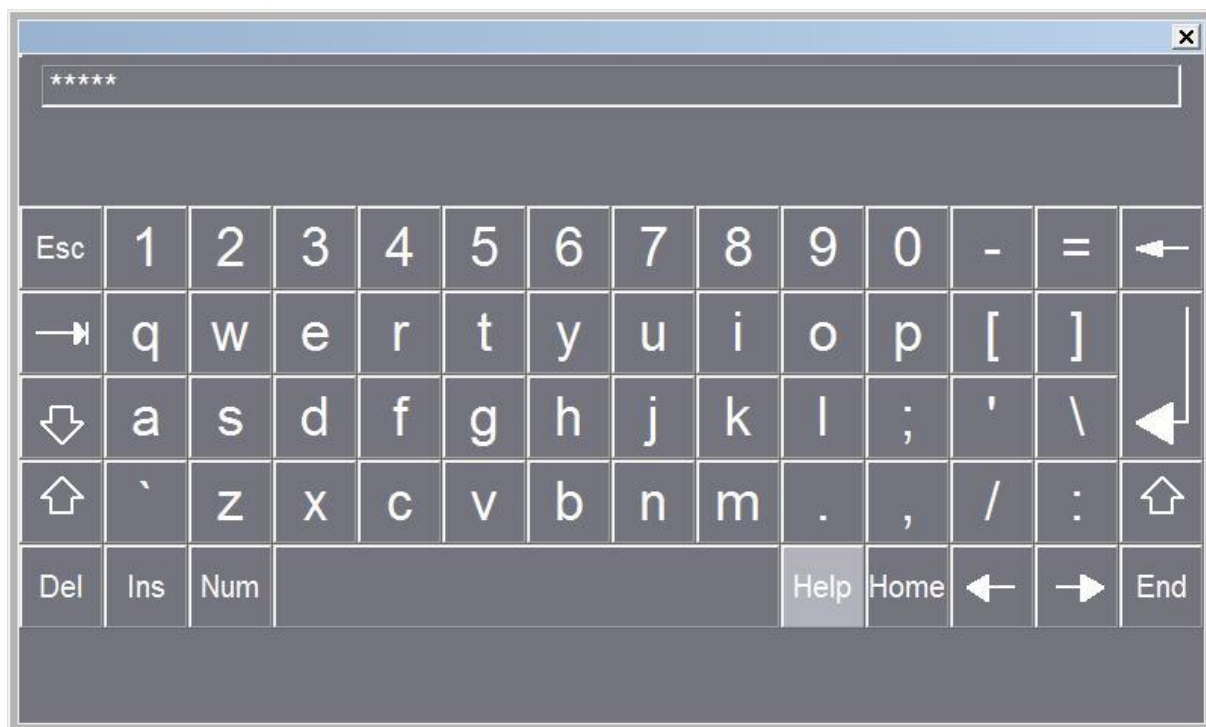 *****
Esc 1 2 3 4 5 6 7 8 9 0 - =
q w e r t y u i o p [ ]
a s d f g h j k l ; ' \
` z x c v b n m . , / :
Del Ins Num Help Home End